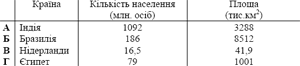 Країна Кількість населення Площа
(млн. осіб) (тис.км²)
А Індія 1092 3288
Б Бразилія 186 8512
В Нідерланди 16,5 41,9
Г Єгипет 79 1001